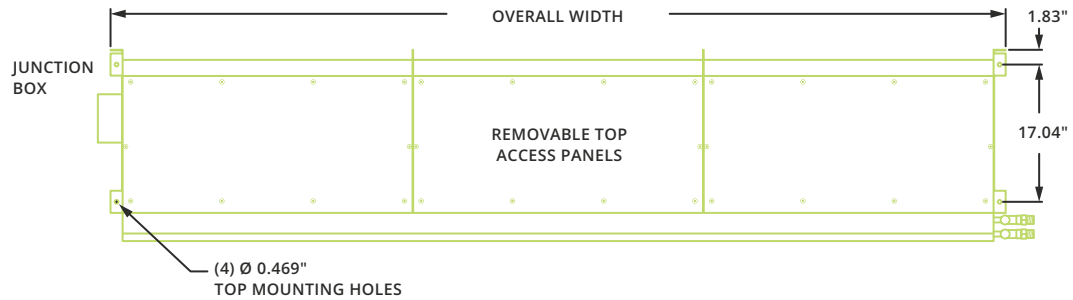 OVERALL WIDTH
1.83"
JUNCTION
BOX
17.04"
REMOVABLE TOP
ACCESS PANELS
(4) Ø 0.469"
TOP MOUNTING HOLES